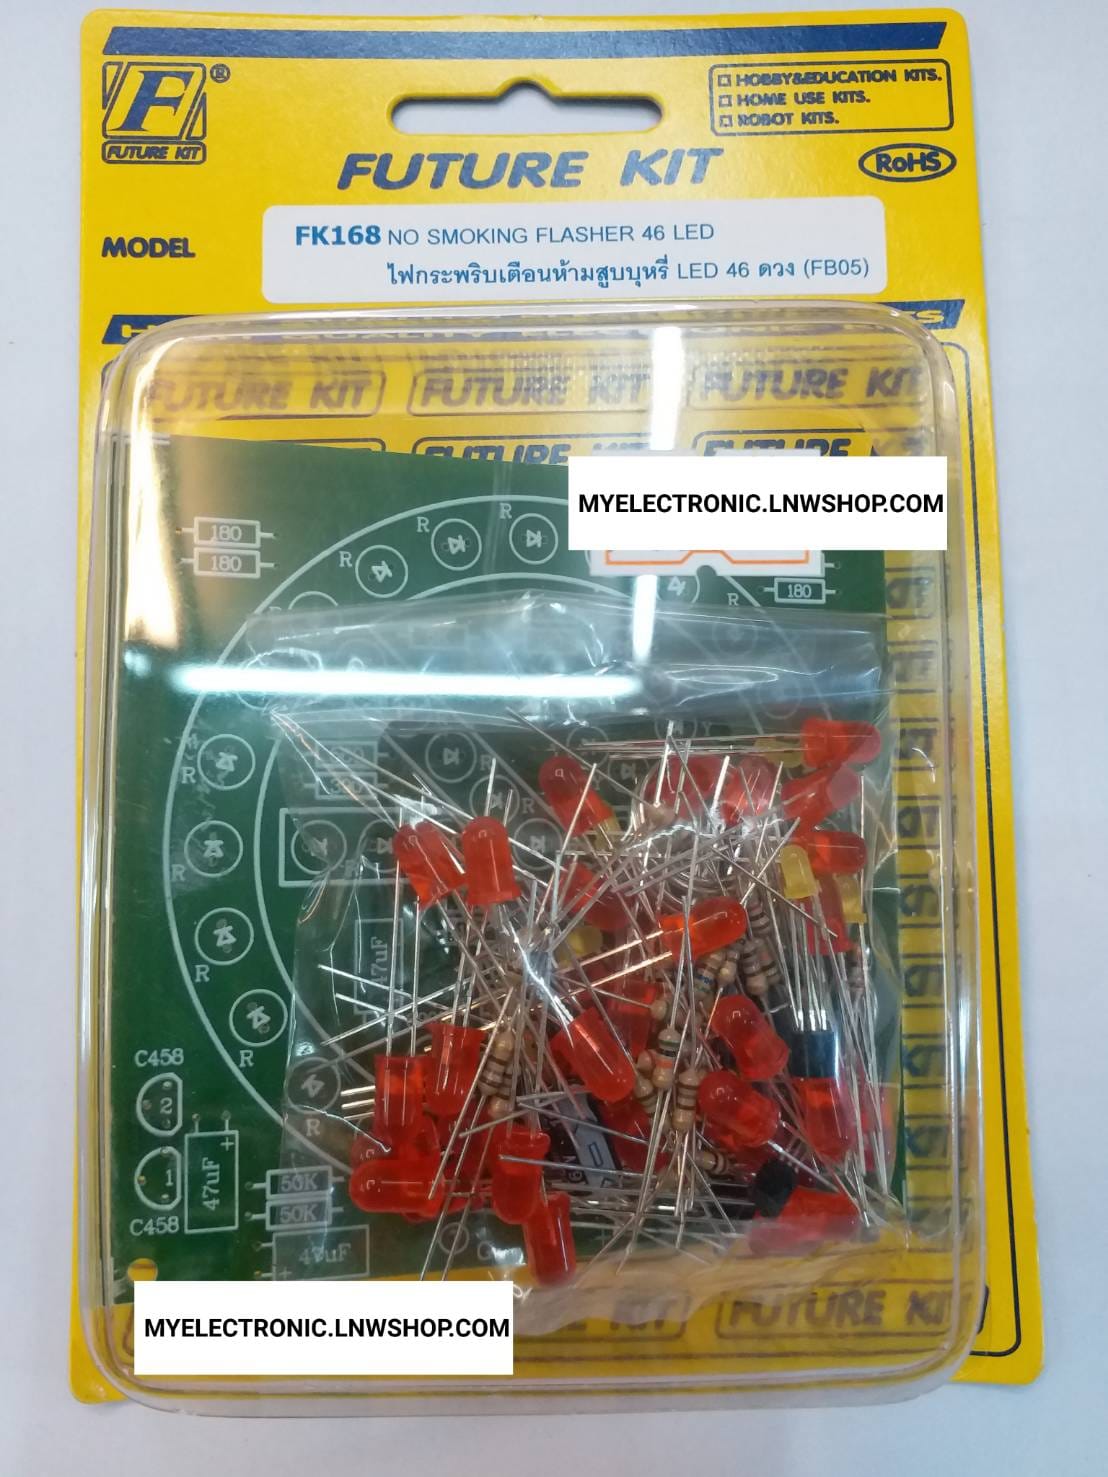 F®
FUTURE KIT
HOBBY&EDUCATION KITS.
HOME USE KITS.
ROBOT KITS.
FUTURE KIT
RoHS
MODEL
FK168 NO SMOKING FLASHER 46 LED
ไฟกระพริบเตือนห้ามสูบบุหรี่ LED 46 ดวง (FB05)
FUTURE KIT FUTURE KIT FUTURE KIT
MYELECTRONIC.LNWSHOP.COM
180
180
R
R
R
R
180
R
R
R
R
R
47uF
C458
2
1
C458
47uF
50K
50K
47uF
FUTURE KIT
MYELECTRONIC.LNWSHOP.COM